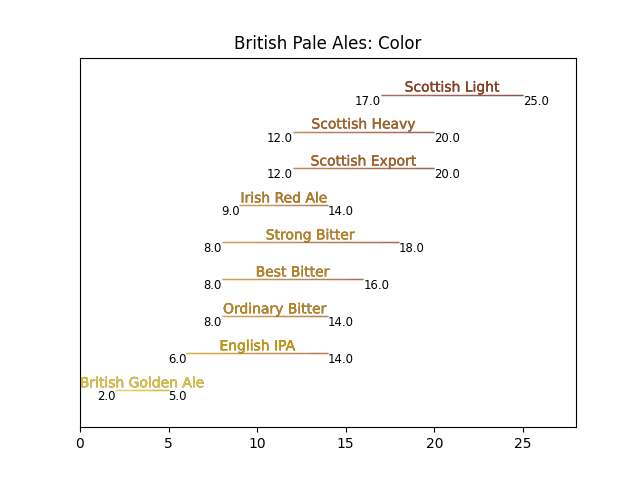 British Pale Ales: Color
Scottish Light
17.0 25.0
Scottish Heavy
12.0 20.0
Scottish Export
12.0 20.0
Irish Red Ale
9.0 14.0
Strong Bitter
8.0 18.0
Best Bitter
8.0 16.0
Ordinary Bitter
8.0 14.0
English IPA
6.0 14.0
British Golden Ale
2.0 5.0
0 5 10 15 20 25